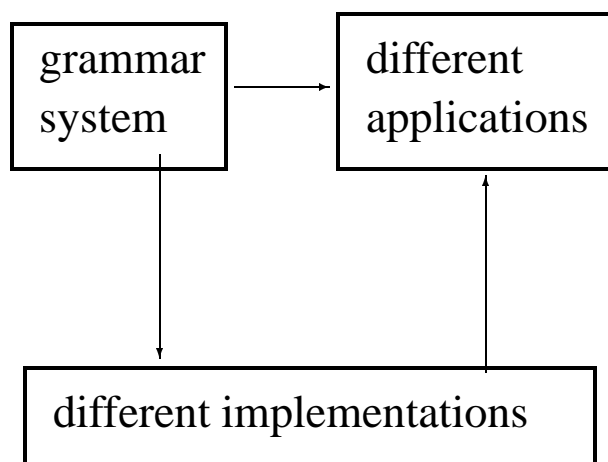 grammar
system
different
applications
different implementations